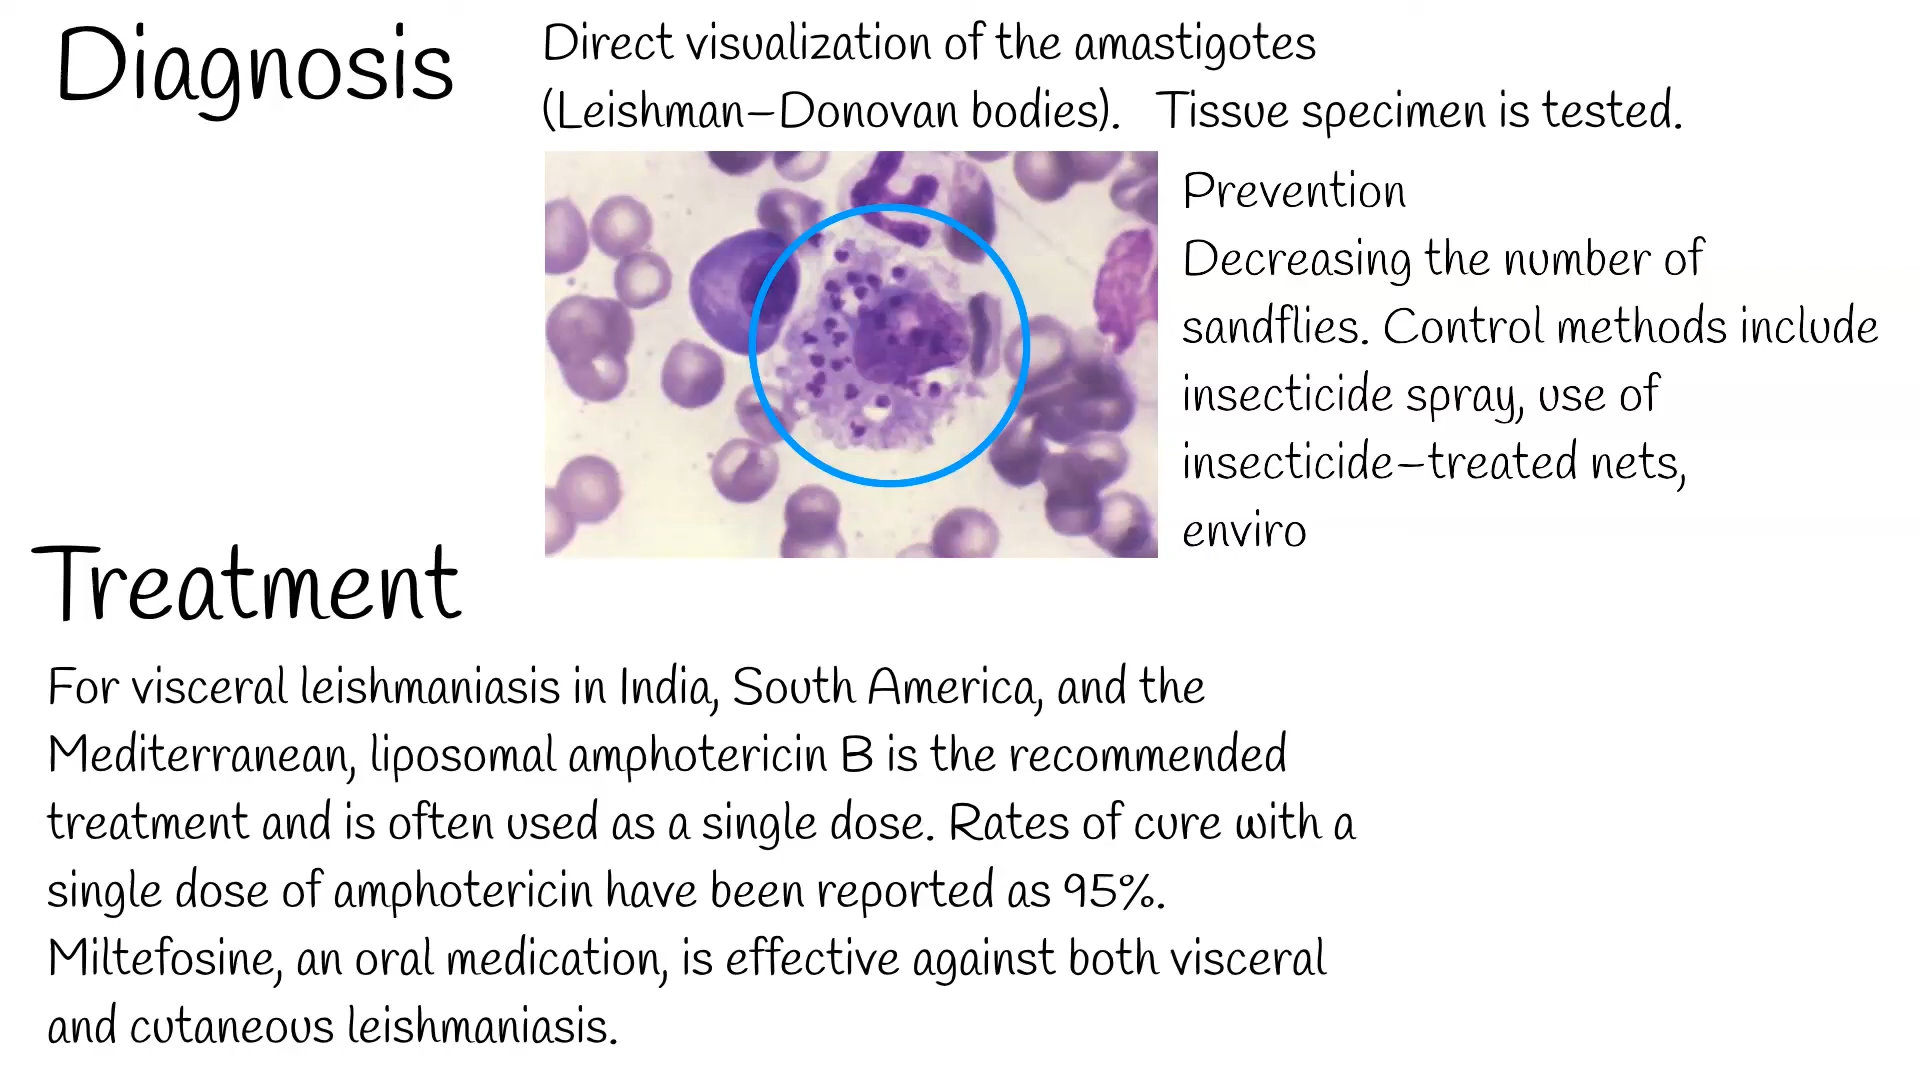 Diagnosis
Direct visualization of the amastigotes
(Leishman–Donovan bodies). Tissue specimen is tested.
Prevention
Decreasing the number of
sandflies. Control methods include
insecticide spray, use of
insecticide–treated nets,
enviro
Treatment
For visceral leishmaniasis in India, South America, and the
Mediterranean, liposomal amphotericin B is the recommended
treatment and is often used as a single dose. Rates of cure with a
single dose of amphotericin have been reported as 95%.
Miltefosine, an oral medication, is effective against both visceral
and cutaneous leishmaniasis.